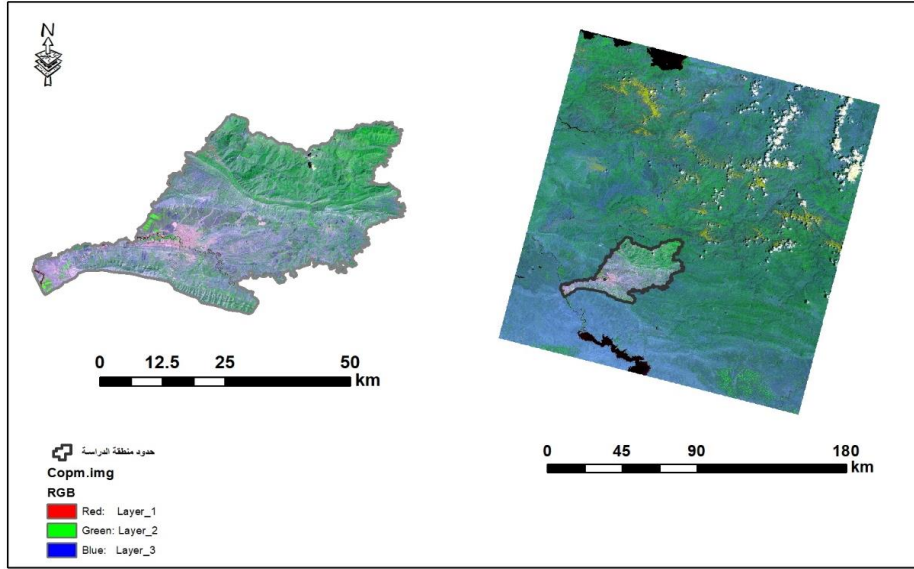 N
0 12.5 25 50
km
حدود منطقة الدراسة
Copm.img
RGB
Red: Layer_1
Green: Layer_2
Blue: Layer_3
0 45 90 180
km